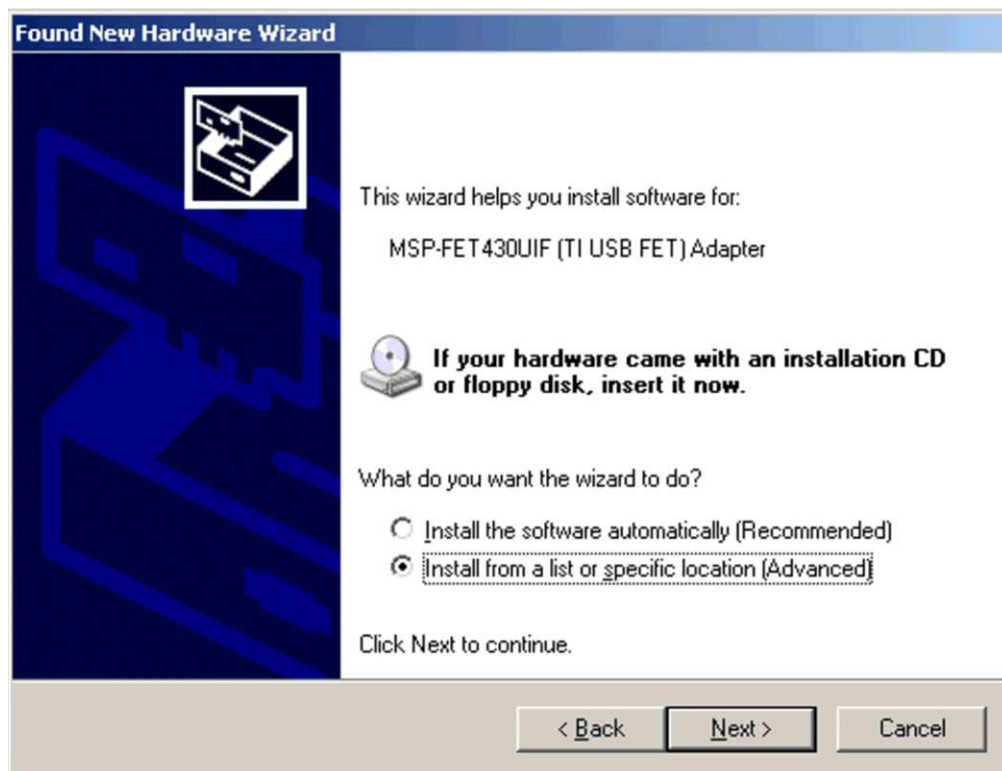 Found New Hardware Wizard
This wizard helps you install software for:
MSP-FET430UIF (TI USB FET) Adapter
If your hardware came with an installation CD
or floppy disk, insert it now.
What do you want the wizard to do?
Install the software automatically (Recommended)
Install from a list or specific location (Advanced)
Click Next to continue.
< Back Next > Cancel